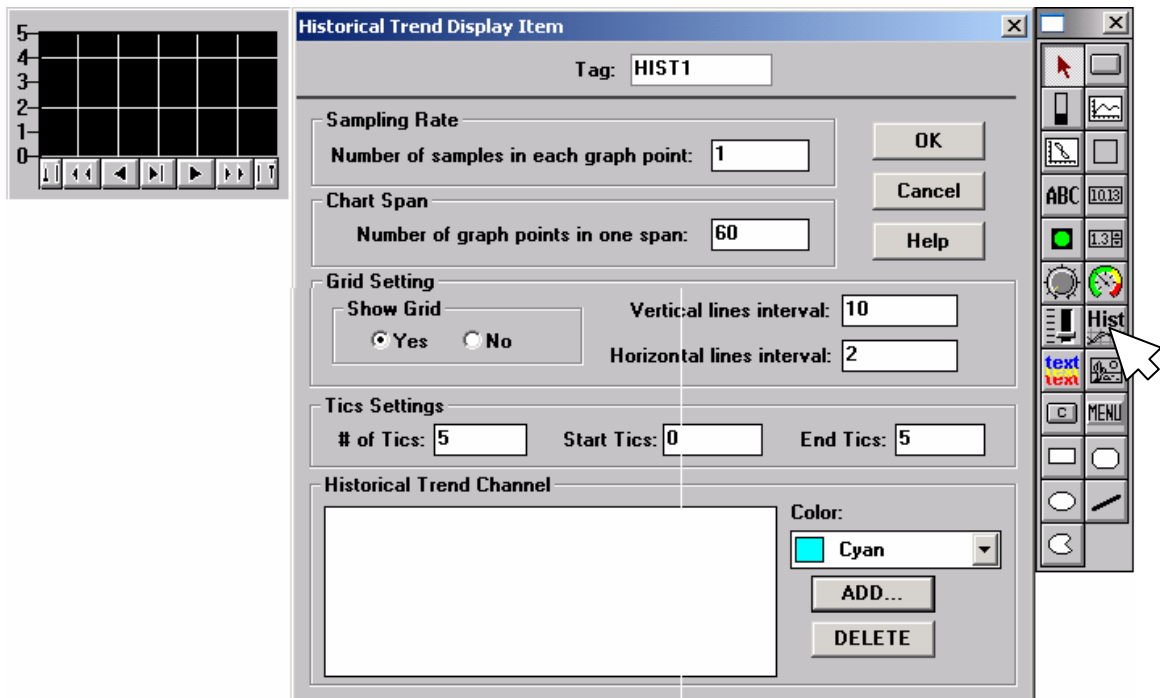 5
4
3
2
1
0
Historical Trend Display Item
Tag: HIST1
Sampling Rate
Number of samples in each graph point: 1
Chart Span
Number of graph points in one span: 60
OK
Cancel
Help
Grid Setting
Show Grid
Yes No
Vertical lines interval: 10
Horizontal lines interval: 2
Tics Settings
# of Tics: 5 Start Tics: 0 End Tics: 5
Historical Trend Channel
Color:
Cyan
ADD...
DELETE
ABC 10.13
1.3
Hist
text
text
C MENU